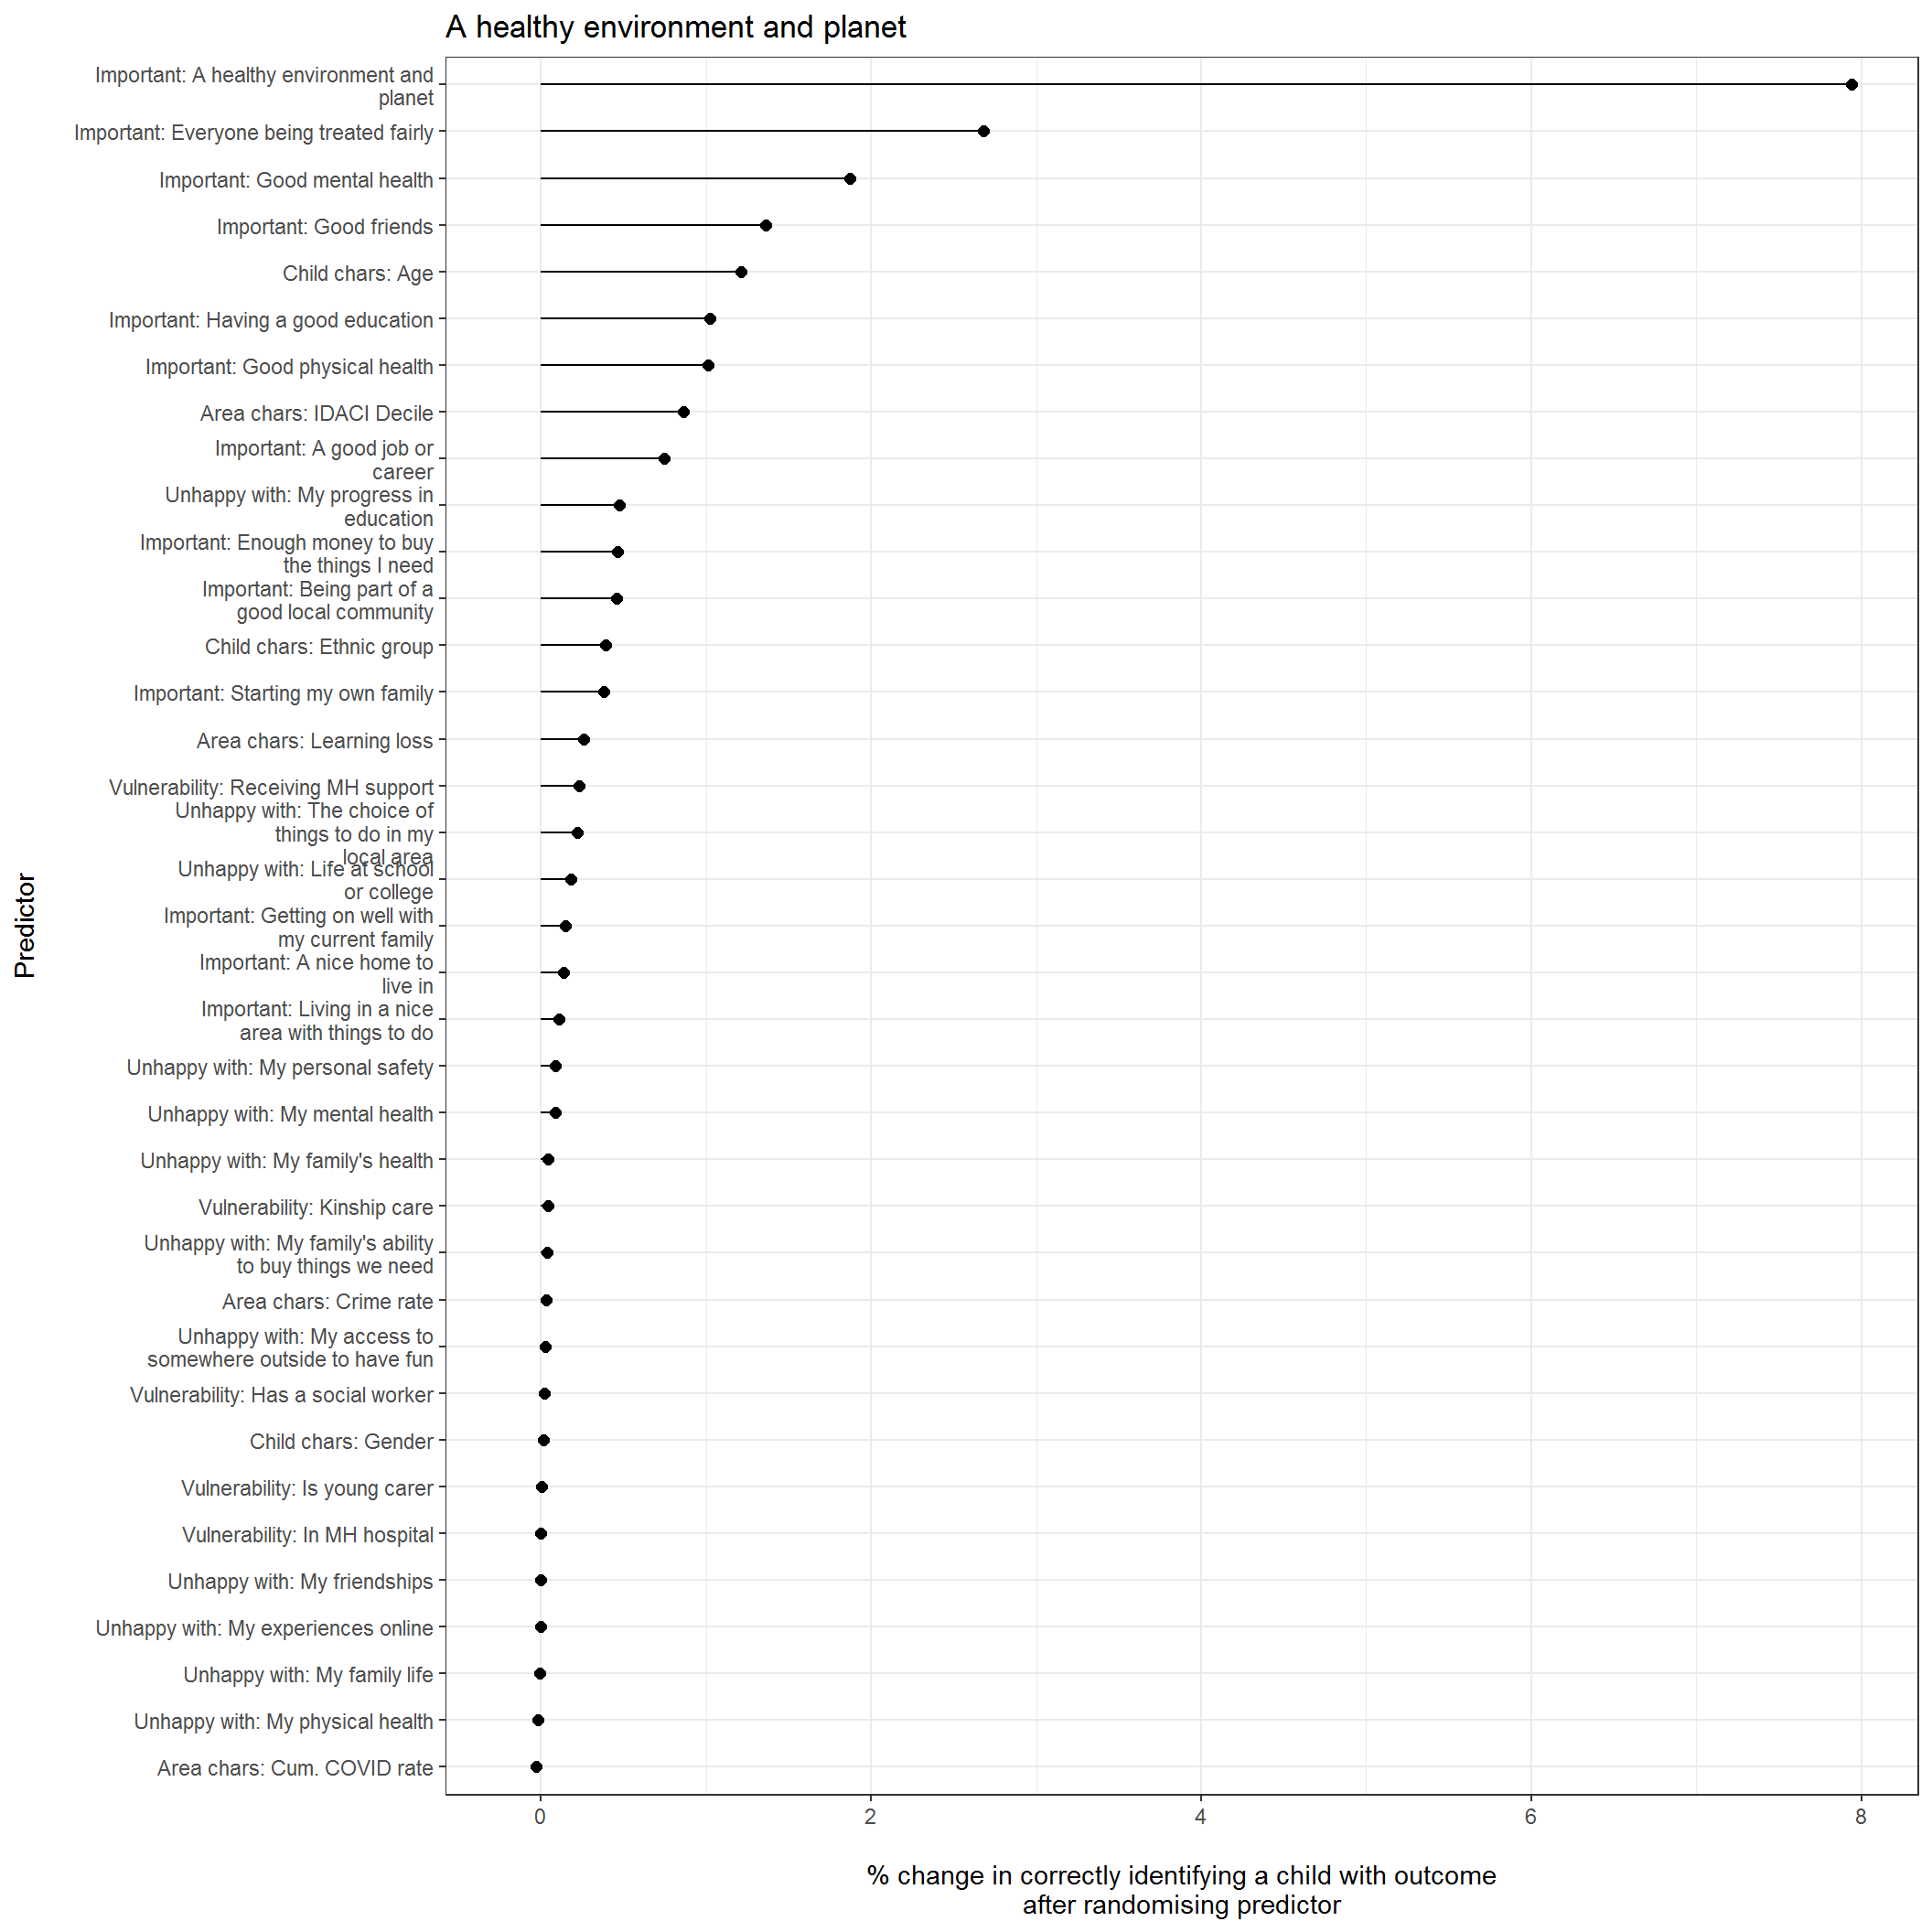 A healthy environment and planet
Important: A healthy environment and
planet
Important: Everyone being treated fairly
Important: Good mental health
Important: Good friends
Child chars: Age
Important: Having a good education
Important: Good physical health
Area chars: IDACI Decile
Important: A good job or
career
Unhappy with: My progress in
education
Important: Enough money to buy
the things I need
Important: Being part of a
good local community
Child chars: Ethnic group
Important: Starting my own family
Area chars: Learning loss
Vulnerability: Receiving MH support
Unhappy with: The choice of
things to do in my
local area
Unhappy with: Life at school
or college
Important: Getting on well with
my current family
Important: A nice home to
live in
Important: Living in a nice
area with things to do
Unhappy with: My personal safety
Unhappy with: My mental health
Unhappy with: My family's health
Vulnerability: Kinship care
Unhappy with: My family's ability
to buy things we need
Area chars: Crime rate
Unhappy with: My access to
somewhere outside to have fun
Vulnerability: Has a social worker
Child chars: Gender
Vulnerability: Is young carer
Vulnerability: In MH hospital
Unhappy with: My friendships
Unhappy with: My experiences online
Unhappy with: My family life
Unhappy with: My physical health
Area chars: Cum. COVID rate
Predictor
0 2 4 6 8
% change in correctly identifying a child with outcome
after randomising predictor